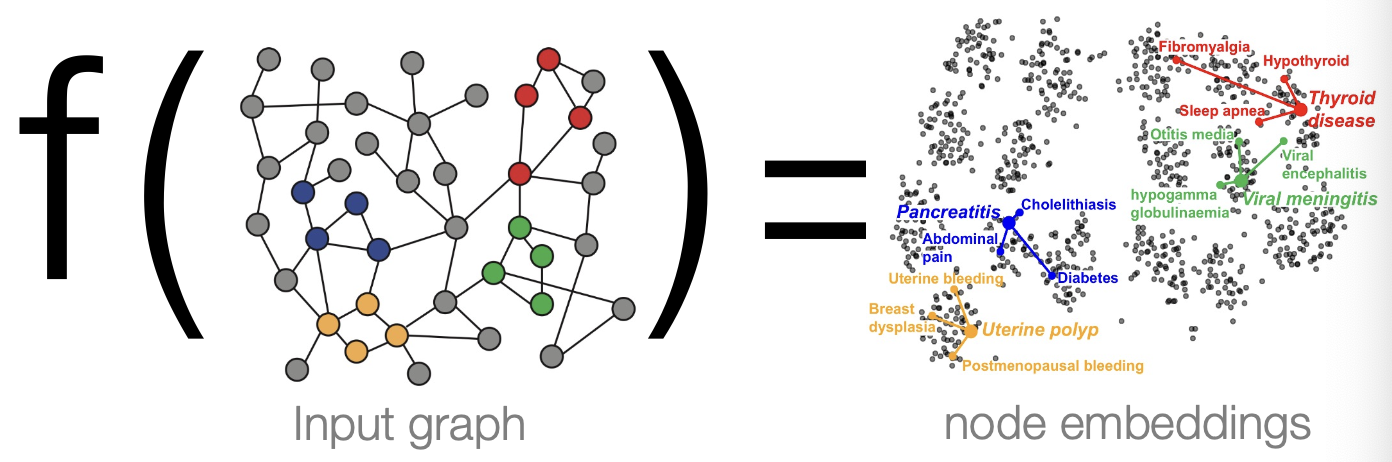 f ( ) =
Fibromyalgia
Hypothyroid
Thyroid
disease
Sleep apnea
Otitis media
Viral
encephalitis
hypogamma
globulinaemia
Viral meningitis
Pancreatitis
Cholelithiasis
Abdominal
pain
Diabetes
Uterine bleeding
Breast
dysplasia
Uterine polyp
Postmenopausal bleeding
Input graph
node embeddings